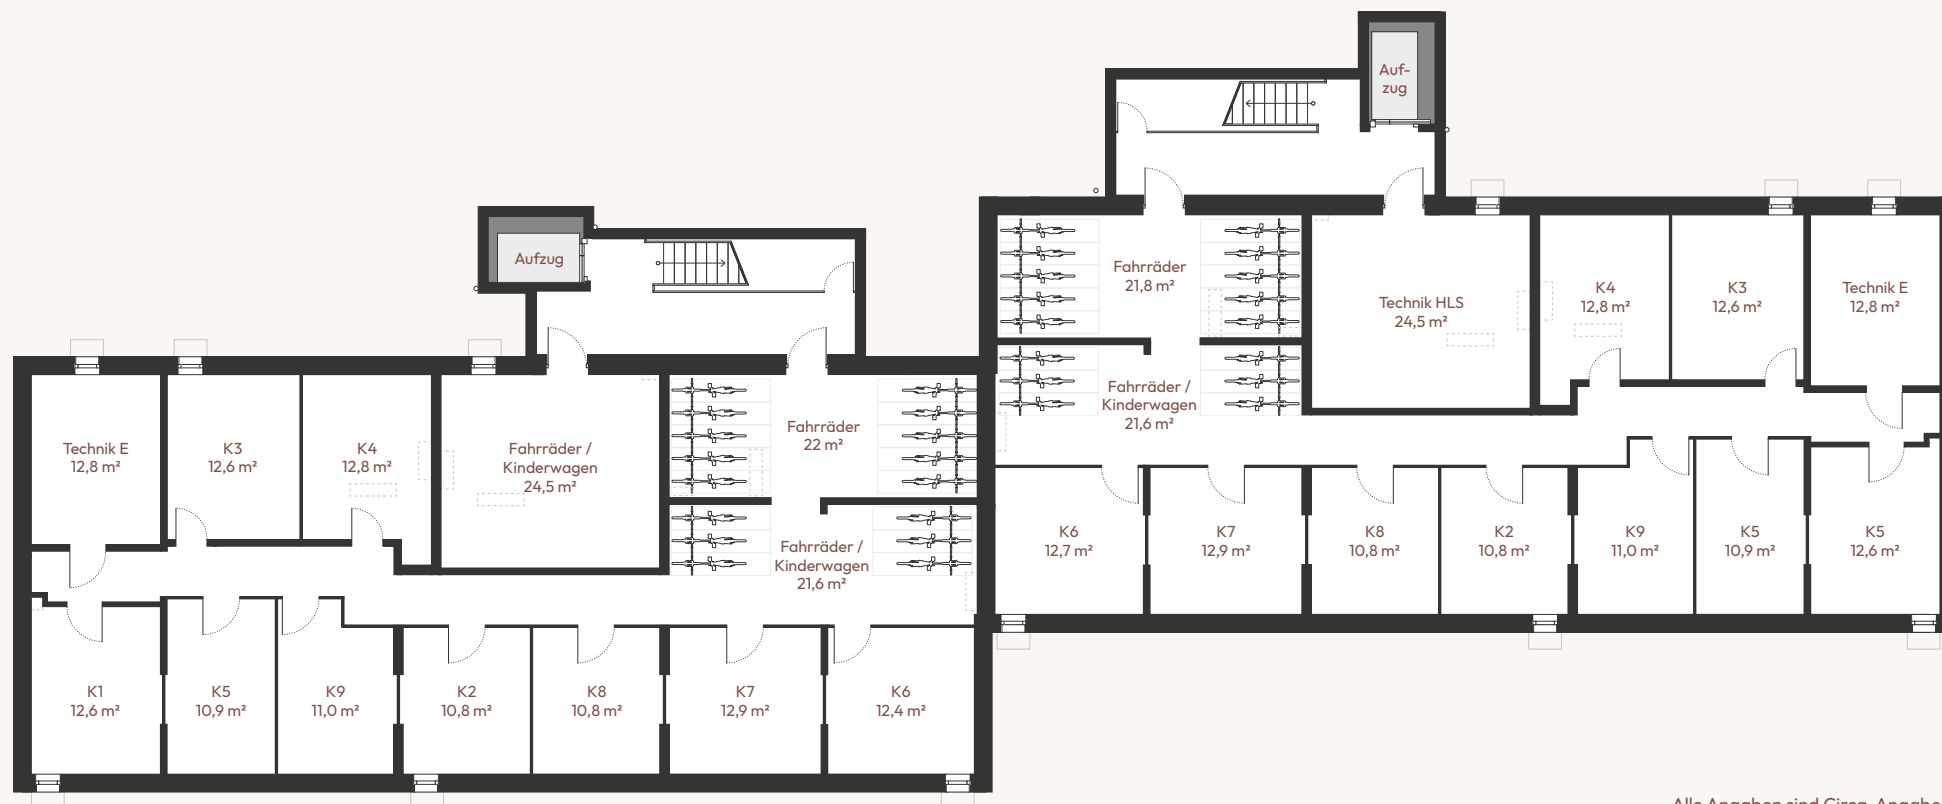 Auf-
zug
Aufzug
Fahrräder
21,8 m²
Technik HLS
24,5 m²
K4
12,8 m²
K3
12,6 m²
Technik E
12,8 m²
Fahrräder /
Kinderwagen
21,6 m²
Technik E
12,8 m²
K3
12,6 m²
K4
12,8 m²
Fahrräder /
Kinderwagen
24,5 m²
Fahrräder
22 m²
Fahrräder /
Kinderwagen
21,6 m²
K6
12,7 m²
K7
12,9 m²
K8
10,8 m²
K2
10,8 m²
K9
11,0 m²
K5
10,9 m²
K5
12,6 m²
K1
12,6 m²
K5
10,9 m²
K9
11,0 m²
K2
10,8 m²
K8
10,8 m²
K7
12,9 m²
K6
12,4 m²
Alle Angaben sind Circa-Angabe